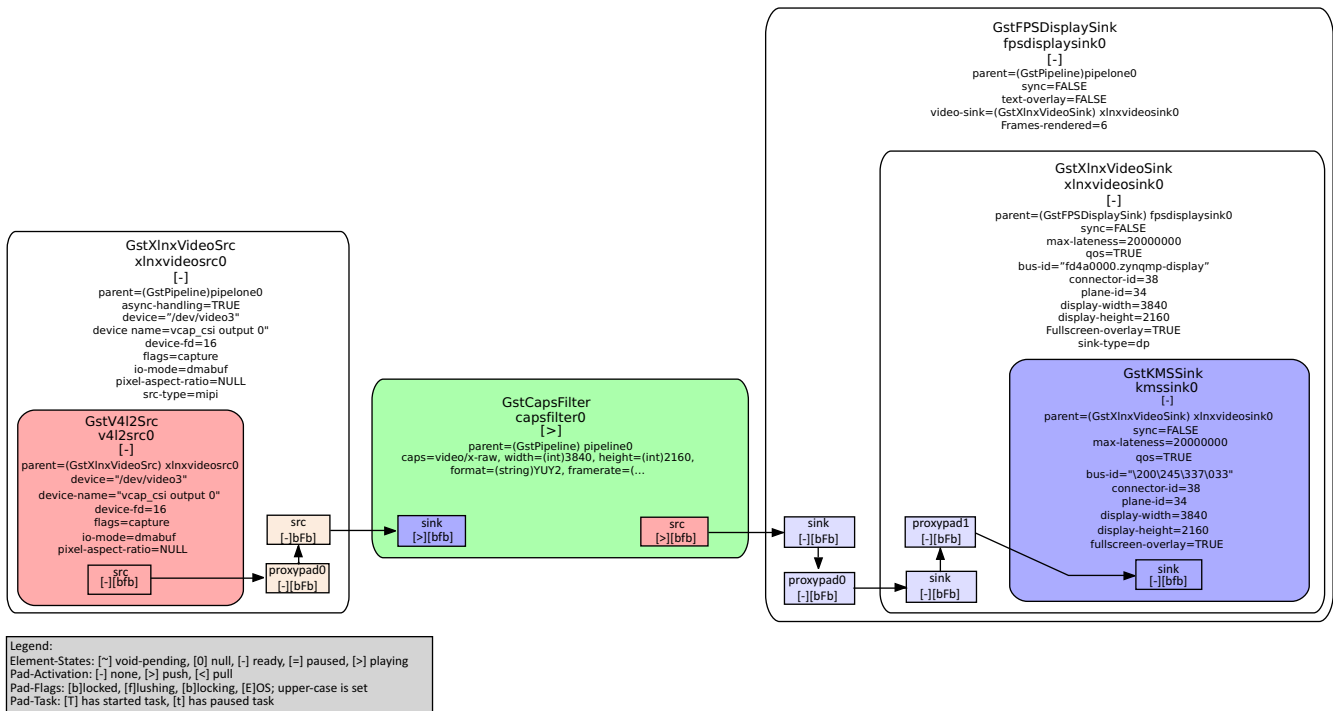 GstFPSDisplaySink
fpsdisplaysink0
[-]
parent=(GstPipeline)pipelone0
sync=FALSE
text-overlay=FALSE
video-sink=(GstXlnxVideoSink) xlnxvideosink0
Frames-rendered=6
GstXlnxVideoSink
xlnxvideosink0
[-]
parent=(GstFPSDisplaySink) fpsdisplaysink0
sync=FALSE
max-lateness=20000000
qos=TRUE
bus-id=”fd4a0000.zynqmp-display”
connector-id=38
plane-id=34
display-width=3840
display-height=2160
Fullscreen-overlay=TRUE
sink-type=dp
GstXlnxVideoSrc
xlnxvideosrc0
[-]
parent=(GstPipeline)pipelone0
async-handling=TRUE
device=”/dev/video3"
device name=vcap_csi output 0"
device-fd=16
flags=capture
io-mode=dmabuf
pixel-aspect-ratio=NULL
src-type=mipi
GstV4l2Src
v4l2src0
[-]
parent=(GstXlnxVideoSrc) xlnxvideosrc0
device="/dev/video3"
device-name="vcap_csi output 0"
device-fd=16
flags=capture
io-mode=dmabuf
pixel-aspect-ratio=NULL
src
[-][bfb]
src
[-][bFb]
proxypad0
[-][bFb]
GstCapsFilter
capsfilter0
[>]
parent=(GstPipeline) pipeline0
caps=video/x-raw, width=(int)3840, height=(int)2160,
format=(string)YUY2, framerate=(...
sink
[>][bfb]
src
[>][bfb]
sink
[-][bFb]
proxypad0
[-][bFb]
proxypad1
[-][bFb]
sink
[-][bFb]
GstKMSSink
kmssink0
[-]
parent=(GstXlnxVideoSink) xlnxvideosink0
sync=FALSE
max-lateness=20000000
qos=TRUE
bus-id="\200\245\337\033"
connector-id=38
plane-id=34
display-width=3840
display-height=2160
fullscreen-overlay=TRUE
sink
[-][bfb]
Legend:
Element-States: [~] void-pending, [0] null, [-] ready, [=] paused, [>] playing
Pad-Activation: [-] none, [>] push, [<] pull
Pad-Flags: [b]locked, [f]lushing, [b]locking, [E]OS; upper-case is set
Pad-Task: [T] has started task, [t] has paused task